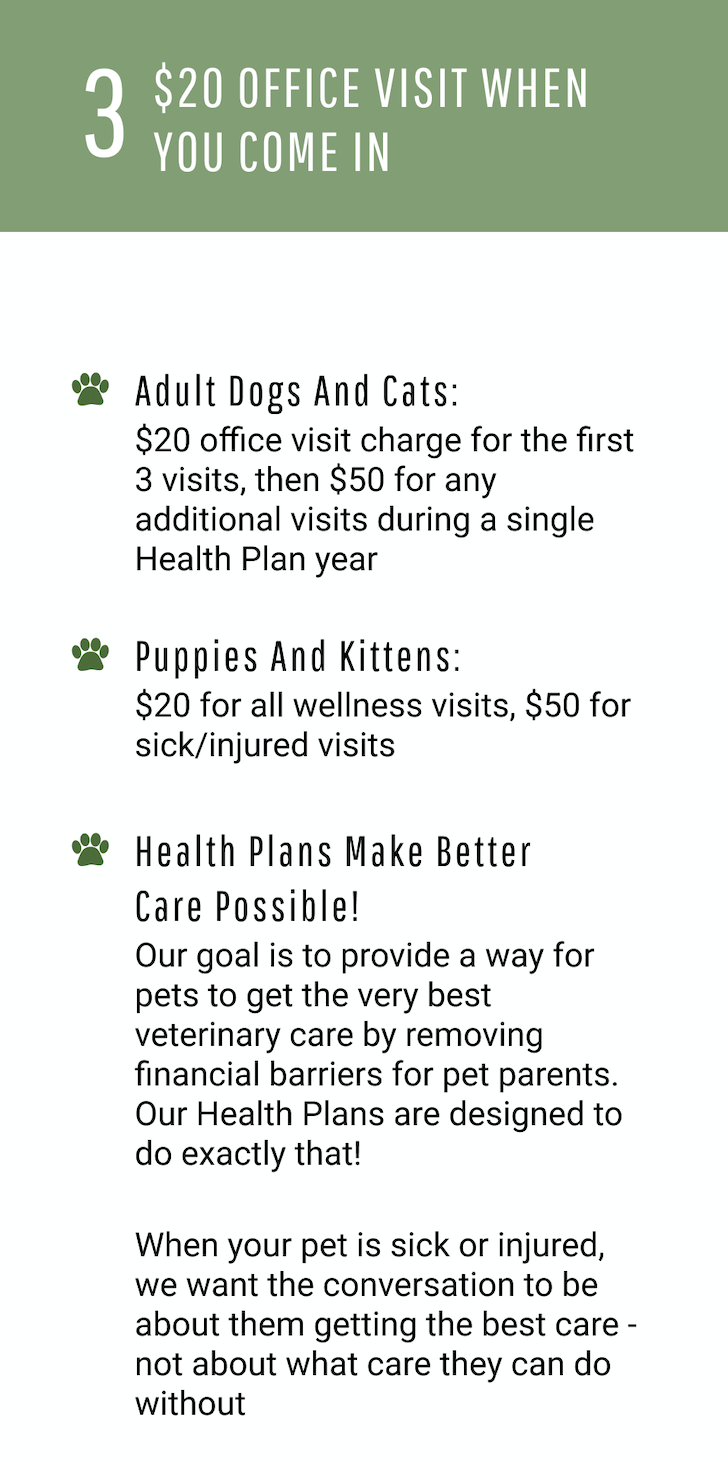 3 $20 OFFICE VISIT WHEN
YOU COME IN
Adult Dogs And Cats:
$20 office visit charge for the first
3 visits, then $50 for any
additional visits during a single
Health Plan year
Puppies And Kittens:
$20 for all wellness visits, $50 for
sick/injured visits
Health Plans Make Better
Care Possible!
Our goal is to provide a way for
pets to get the very best
veterinary care by removing
financial barriers for pet parents.
Our Health Plans are designed to
do exactly that!
When your pet is sick or injured,
we want the conversation to be
about them getting the best care -
not about what care they can do
without